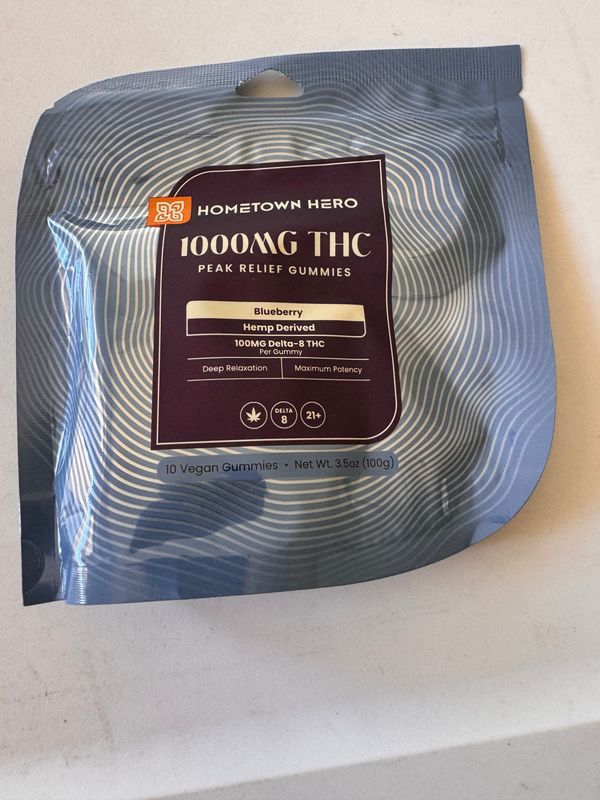 HOMETOWN HERO
1000MG THC
PEAK RELIEF GUMMIES
Blueberry
Hemp Derived
100MG Delta-8 THC
Per Gummy
Deep Relaxation Maximum Potency
DELTA
8
21+
10 Vegan Gummies • Net Wt. 3.5oz (100g)